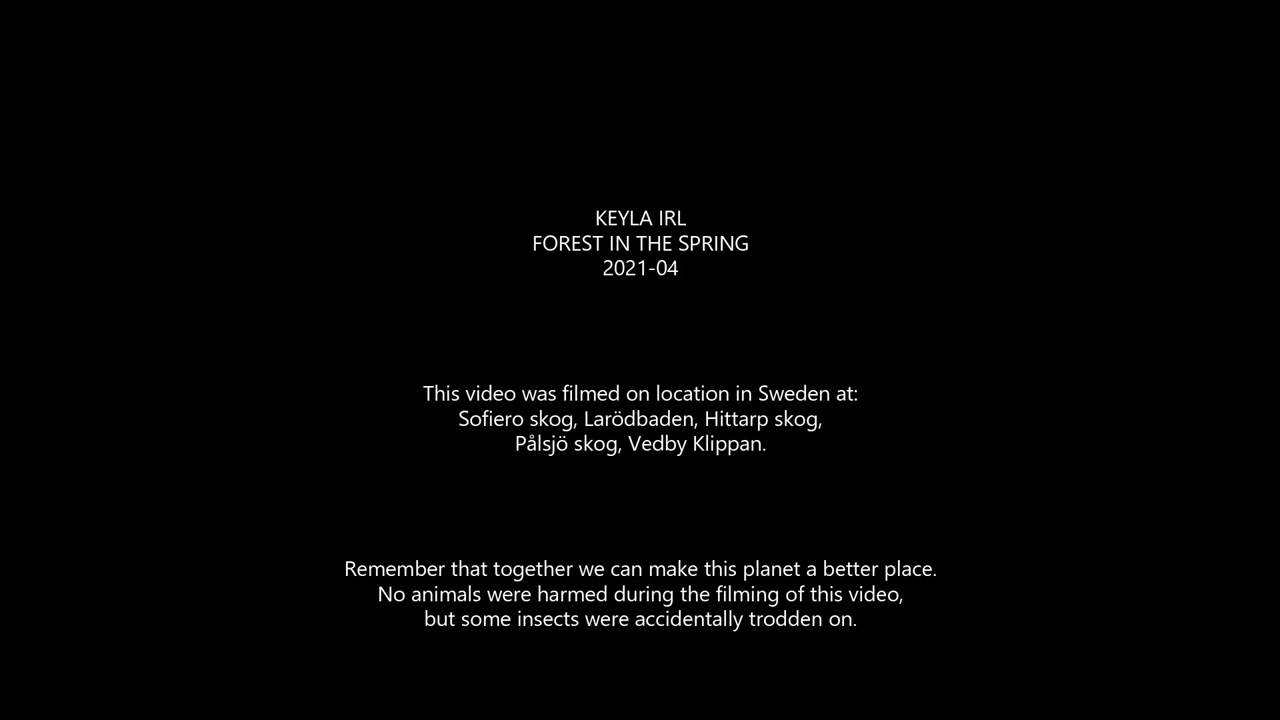 KEYLA IRL
FOREST IN THE SPRING
2021-04
This video was filmed on location in Sweden at:
Sofiero skog, Larödbaden, Hittarp skog,
Pålsjö skog, Vedby Klippan.
Remember that together we can make this planet a better place.
No animals were harmed during the filming of this video,
but some insects were accidentally trodden on.